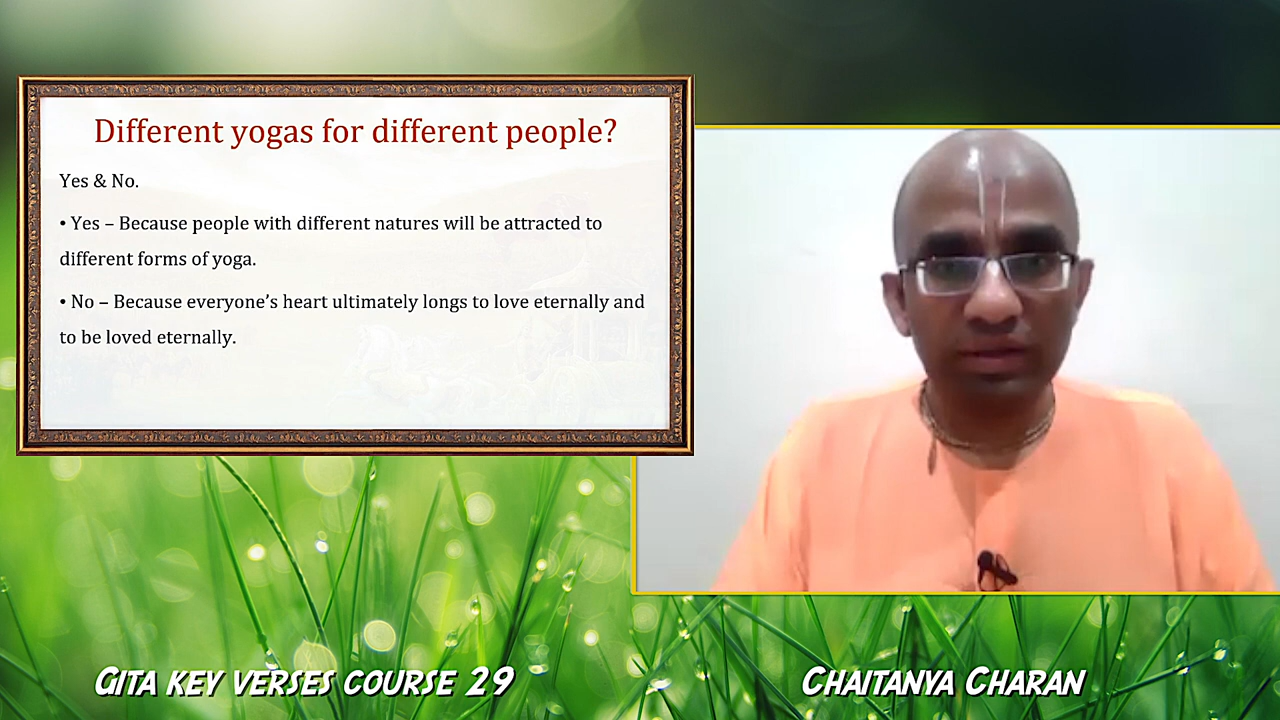 Different yogas for different people?
Yes & No.
• Yes – Because people with different natures will be attracted to
different forms of yoga.
• No – Because everyone’s heart ultimately longs to love eternally and
to be loved eternally.
Gita key verses course 29
Chaitanya Charan